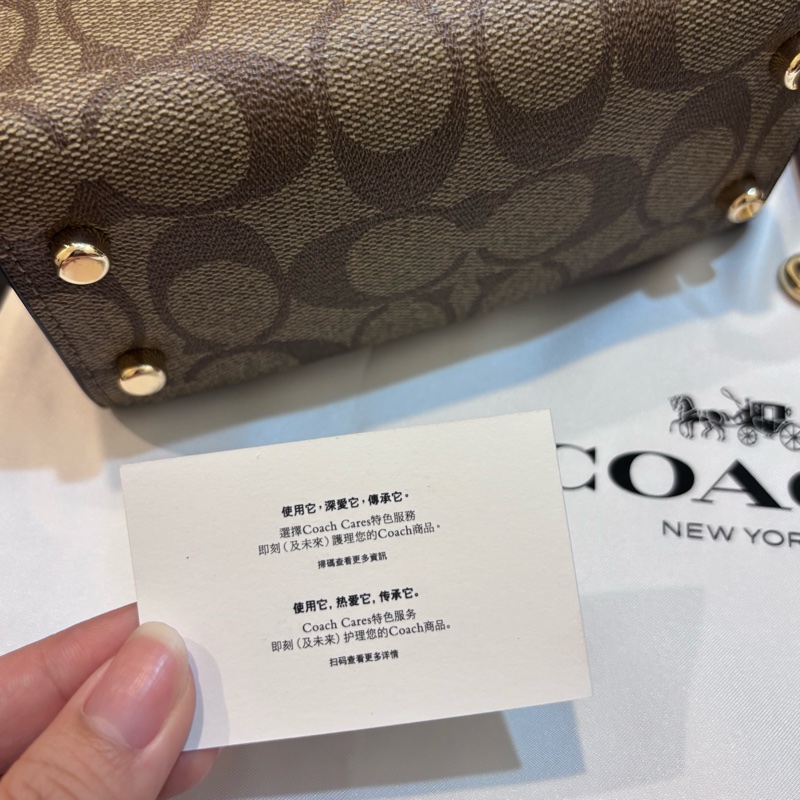 使用它，深愛它，傳承它。
選擇Coach Cares特色服務
即刻（及未來）護理您的Coach商品。
掃碼查看更多資訊
使用它，热爱它，传承它。
Coach Cares特色服务
即刻（及未来）护理您的Coach商品。
扫码查看更多详情
COAC
NEW YOR